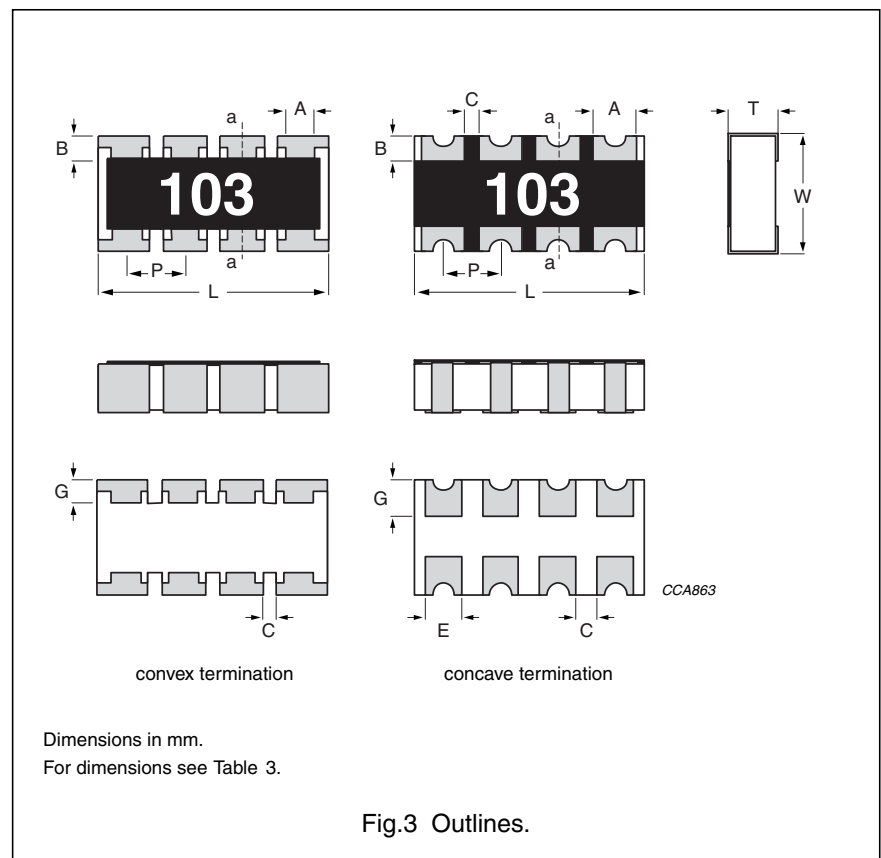 C
A
a
A
a
T
B
B
103
103
W
P
a
P
a
L
L
G
G
CCA863
C
E
C
convex termination
concave termination
Dimensions in mm.
For dimensions see Table 3.
Fig.3 Outlines.